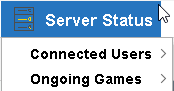 Server Status
Connected Users
Ongoing Games